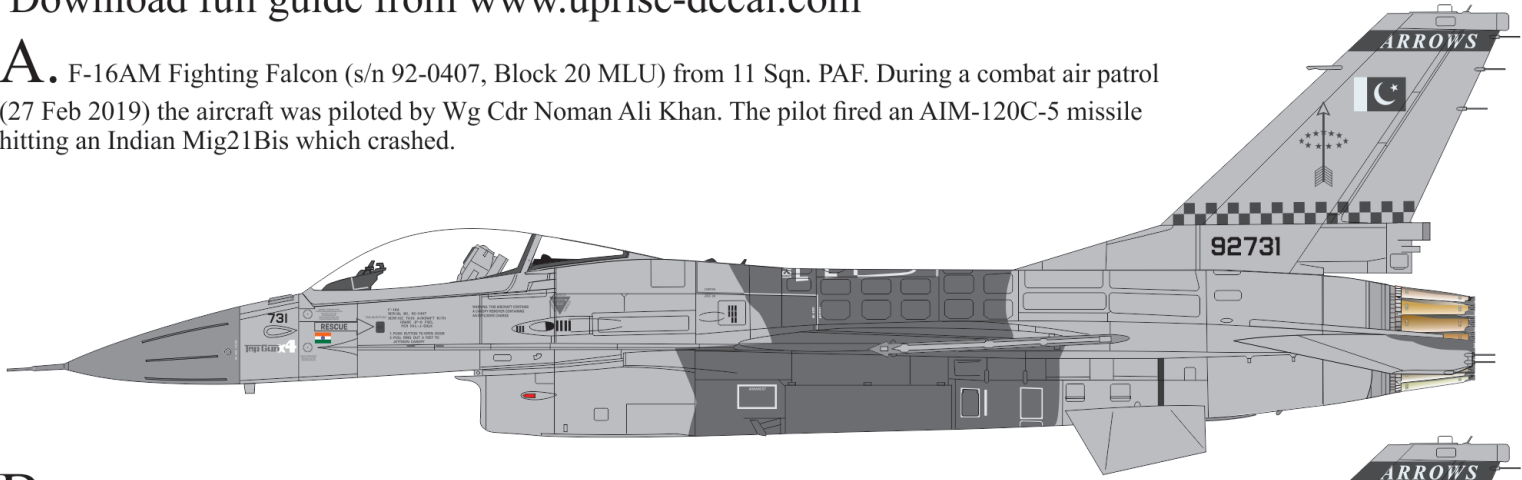 Download full guide from www.uprise-decal.com
A. F-16AM Fighting Falcon (s/n 92-0407, Block 20 MLU) from 11 Sqn. PAF. During a combat air patrol
(27 Feb 2019) the aircraft was piloted by Wg Cdr Noman Ali Khan. The pilot fired an AIM-120C-5 missile
hitting an Indian Mig21Bis which crashed.
ARROWS
92731
731
RESCUE
Top Gun x4
ARROWS